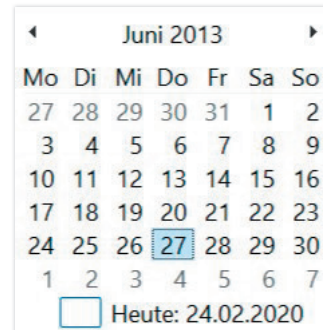 Juni 2013
Mo Di Mi Do Fr Sa So
27 28 29 30 31 1 2
3 4 5 6 7 8 9
10 11 12 13 14 15 16
17 18 19 20 21 22 23
24 25 26 27 28 29 30
1 2 3 4 5 6 7
Heute: 24.02.2020